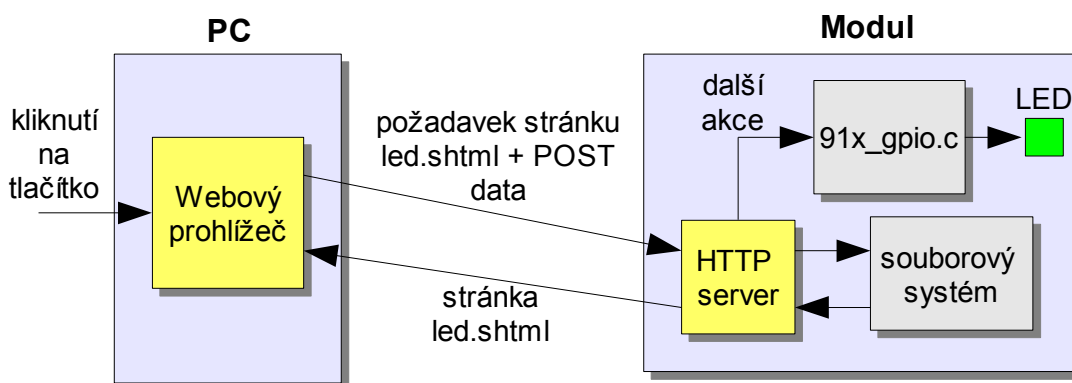 PC
Modul
kliknutí
na
tlačítko
Webový
prohlížeč
požadavek stránku
led.shtml + POST
data
stránka
led.shtml
další
akce
91x_gpio.c
LED
HTTP
server
souborový
systém